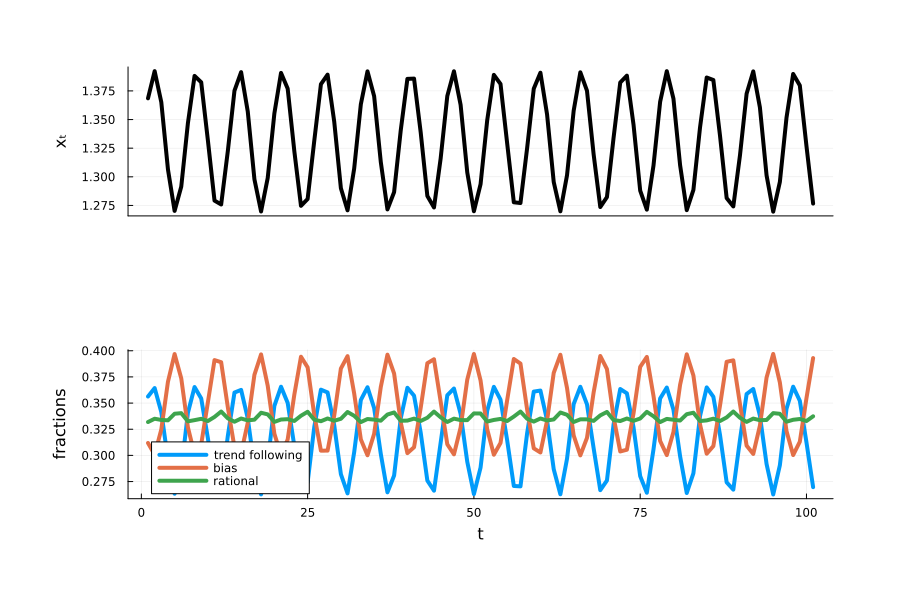 xₜ
1.375
1.350
1.325
1.300
1.275
fractions
0.400
0.375
0.350
0.325
0.300
0.275
trend following
bias
rational
0 25 50 75 100
t